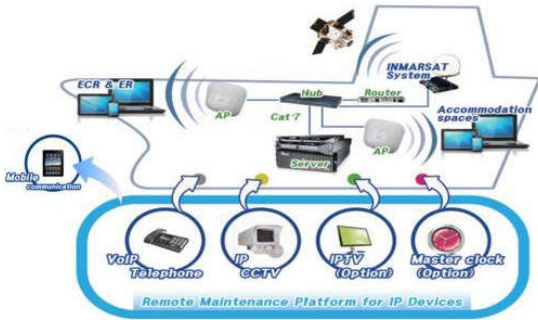 INMARSAT
System
ECR & ER
Hub
Router
AP
Cat'7
Accommodation
spaces
AP
Server
Mobile
Communication
VoIP
Telephone
IP
CCTV
IPTV
(Option)
Master clock
(Option)
Remote Maintenance Platform for IP Devices